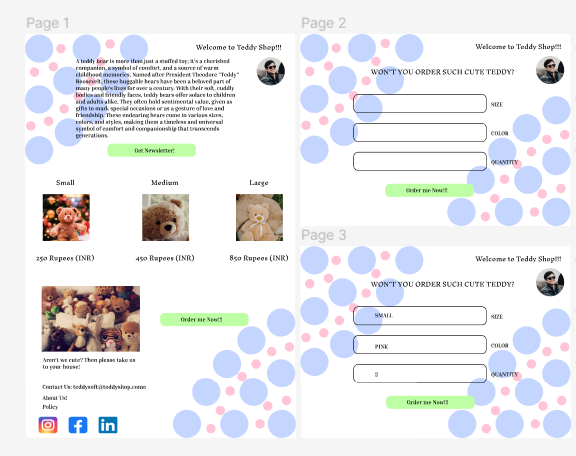 Page 1
Welcome to Teddy Shop!!!
A teddy bear is more than just a stuffed toy; it's a cherished
companion, a symbol of comfort, and a source of warm
childhood memories. Named after President Theodore "Teddy"
Roosevelt, these huggable bears have been a beloved part of
many people's lives for over a century. With their soft, cuddly
bodies and friendly faces, teddy bears offer solace to children
and adults alike. They often hold sentimental value, given as
gifts to mark special occasions or as a gesture of love and
friendship. These endearing bears come in various sizes,
colors, and styles, making them a timeless and universal
symbol of comfort and companionship that transcends
generations.
Get Newsletter!
Small
Medium
Large
250 Rupees (INR)
450 Rupees (INR)
850 Rupees (INR)
Order me Now!!!
Aren't we cute? Then please take us
to your house!
Contact Us: teddysoft@teddyshop.come
About Us!
Policy
Page 2
Welcome to Teddy Shop!!!
WON'T YOU ORDER SUCH CUTE TEDDY?
SIZE
COLOR
QUANTITY
Order me Now!!!
Page 3
Welcome to Teddy Shop!!!
WON'T YOU ORDER SUCH CUTE TEDDY?
SMALL SIZE
PINK COLOR
2 QUANTITY
Order me Now!!!